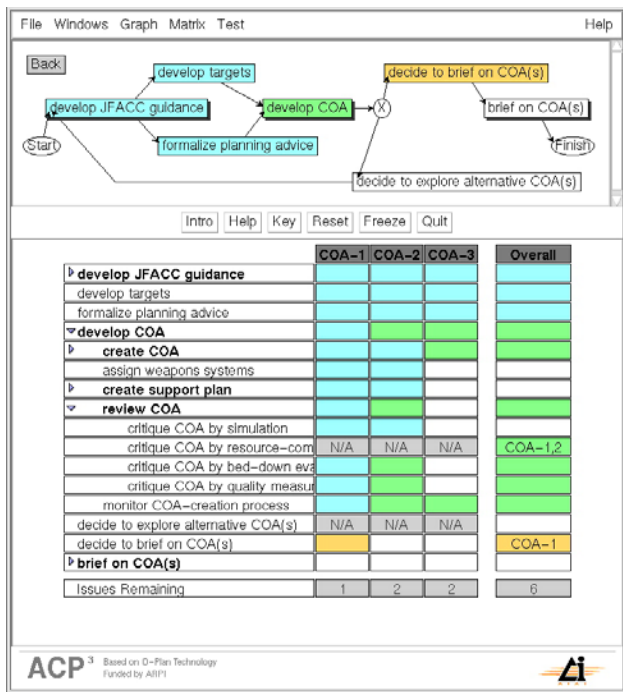 File Windows Graph Matrix Test Help
Back
develop targets
decide to brief on COA(s)
develop JFACC guidance
develop COA
X
brief on COA(s)
Start
formalize planning advice
Finish
decide to explore alternative COA(s)
Intro Help Key Reset Freeze Quit
COA-1 COA-2 COA-3 Overall
develop JFACC guidance
develop targets
formalize planning advice
develop COA
create COA
assign weapons systems
create support plan
review COA
critique COA by simulation
critique COA by resource-com N/A N/A N/A COA-1,2
critique COA by bed-down eva
critique COA by quality measur
monitor COA-creation process
decide to explore alternative COA(s) N/A N/A N/A
decide to brief on COA(s) COA-1
brief on COA(s)
Issues Remaining 1 2 2 6
ACP3 Based on O-Plan Technology
Funded by ARPI